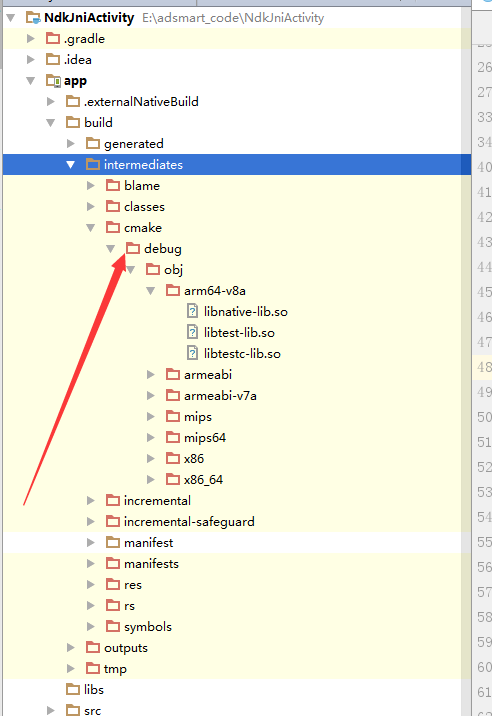 NdkJniActivity E:\adsmart_code\NdkJniActivity
.gradle
.idea
app
.externalNativeBuild
build
generated
intermediates
blame
classes
cmake
debug
obj
arm64-v8a
libnative-lib.so
libtest-lib.so
libtestc-lib.so
armeabi
armeabi-v7a
mips
mips64
x86
x86_64
incremental
incremental-safeguard
manifest
manifests
res
rs
symbols
outputs
tmp
libs
src
26
27
33
34
40
41
42
43
44
45
46
47
48
49
50
51
52
53
54
55
56
57
58
59
60
61
62